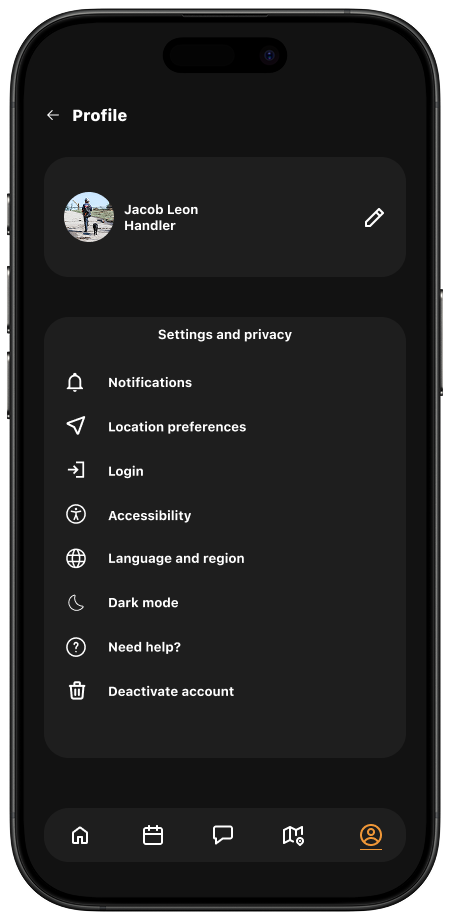 Profile
Jacob Leon
Handler
Settings and privacy
Notifications
Location preferences
Login
Accessibility
Language and region
Dark mode
Need help?
Deactivate account